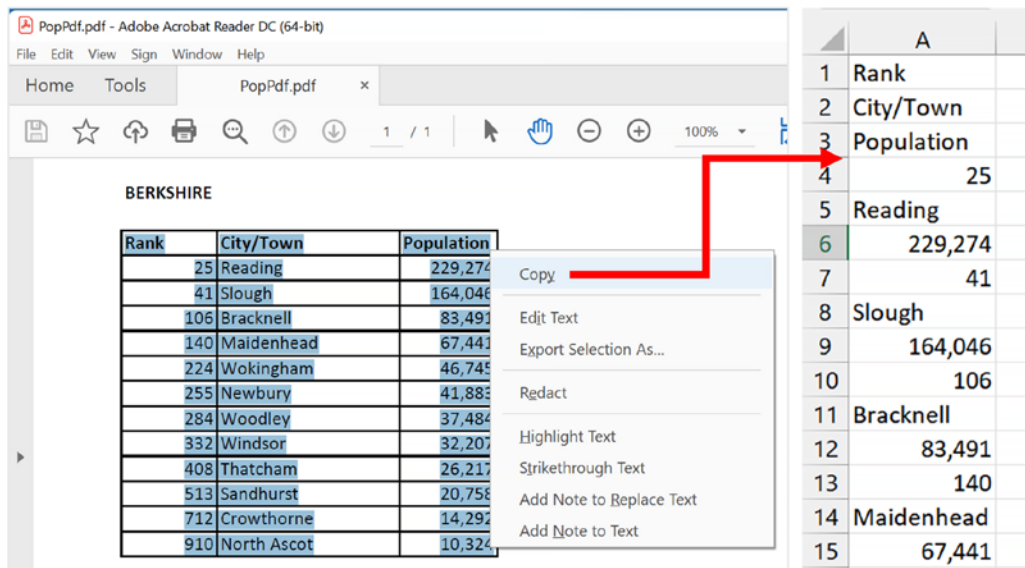 PopPdf.pdf - Adobe Acrobat Reader DC (64-bit)
File Edit View Sign Window Help
Home Tools PopPdf.pdf ×
1 / 1 100%
BERKSHIRE
Rank City/Town Population
25 Reading 229,274
41 Slough 164,046
106 Bracknell 83,491
140 Maidenhead 67,441
224 Wokingham 46,745
255 Newbury 41,883
284 Woodley 37,484
332 Windsor 32,207
408 Thatcham 26,217
513 Sandhurst 20,758
712 Crowthorne 14,292
910 North Ascot 10,324
Copy
Edit Text
Export Selection As...
Redact
Highlight Text
Strikethrough Text
Add Note to Replace Text
Add Note to Text
A
1 Rank
2 City/Town
3 Population
4 25
5 Reading
6 229,274
7 41
8 Slough
9 164,046
10 106
11 Bracknell
12 83,491
13 140
14 Maidenhead
15 67,441